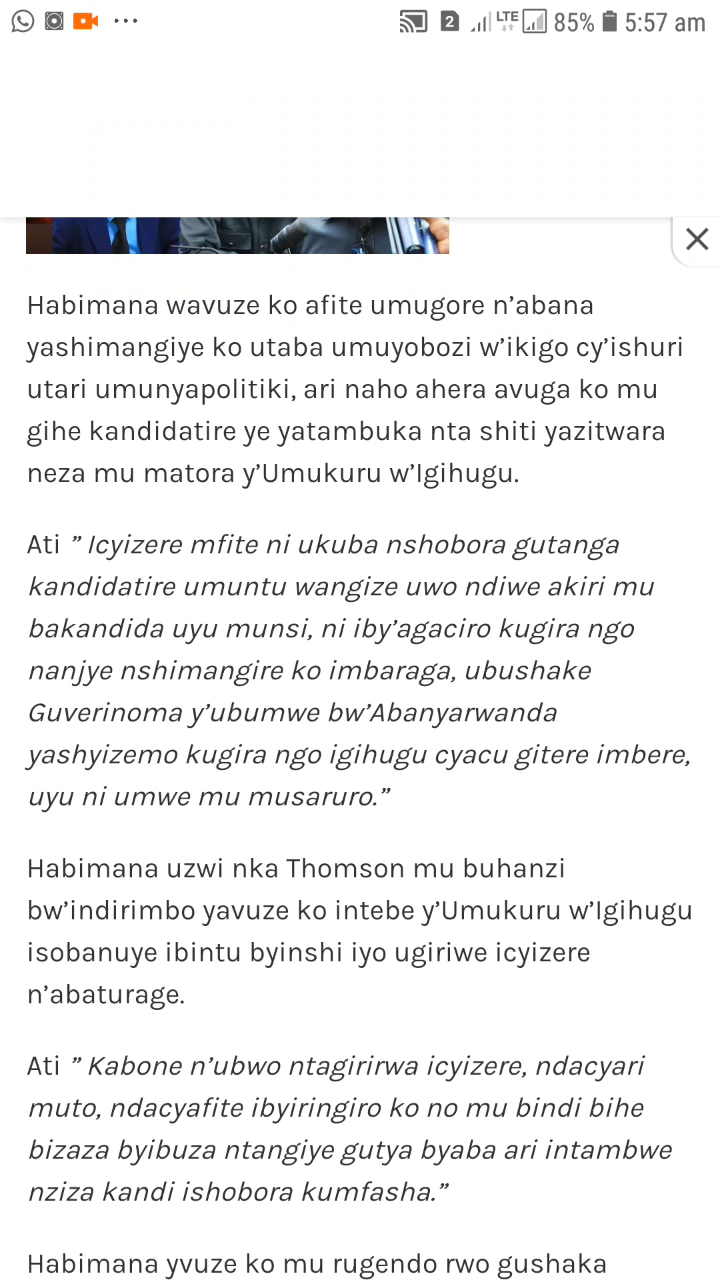 2 LTE 85% 5:57 am
Habimana wavuze ko afite umugore n’abana
yashimangiye ko utaba umuyobozi w’ikigo cy’ishuri
utari umunyapolitiki, ari naho ahera avuga ko mu
gihe kandidatire ye yatambuka nta shiti yazitwara
neza mu matora y’Umukuru w’Igihugu.
Ati ” Icyizere mfite ni ukuba nshobora gutanga
kandidatire umuntu wangize uwo ndiwe akiri mu
bakandida uyu munsi, ni iby’agaciro kugira ngo
nanjye nshimangire ko imbaraga, ubushake
Guverinoma y’ubumwe bw’Abanyarwanda
yashyizemo kugira ngo igihugu cyacu gitere imbere,
uyu ni umwe mu musaruro.”
Habimana uzwi nka Thomson mu buhanzi
bw’indirimbo yavuze ko intebe y’Umukuru w’Igihugu
isobanuye ibintu byinshi iyo ugiriwe icyizere
n’abaturage.
Ati ” Kabone n’ubwo ntagirirwa icyizere, ndacyari
muto, ndacyafite ibyiringiro ko no mu bindi bihe
bizaza byibuza ntangiye gutya byaba ari intambwe
nziza kandi ishobora kumfasha.”
Habimana yvuze ko mu rugendo rwo gushaka